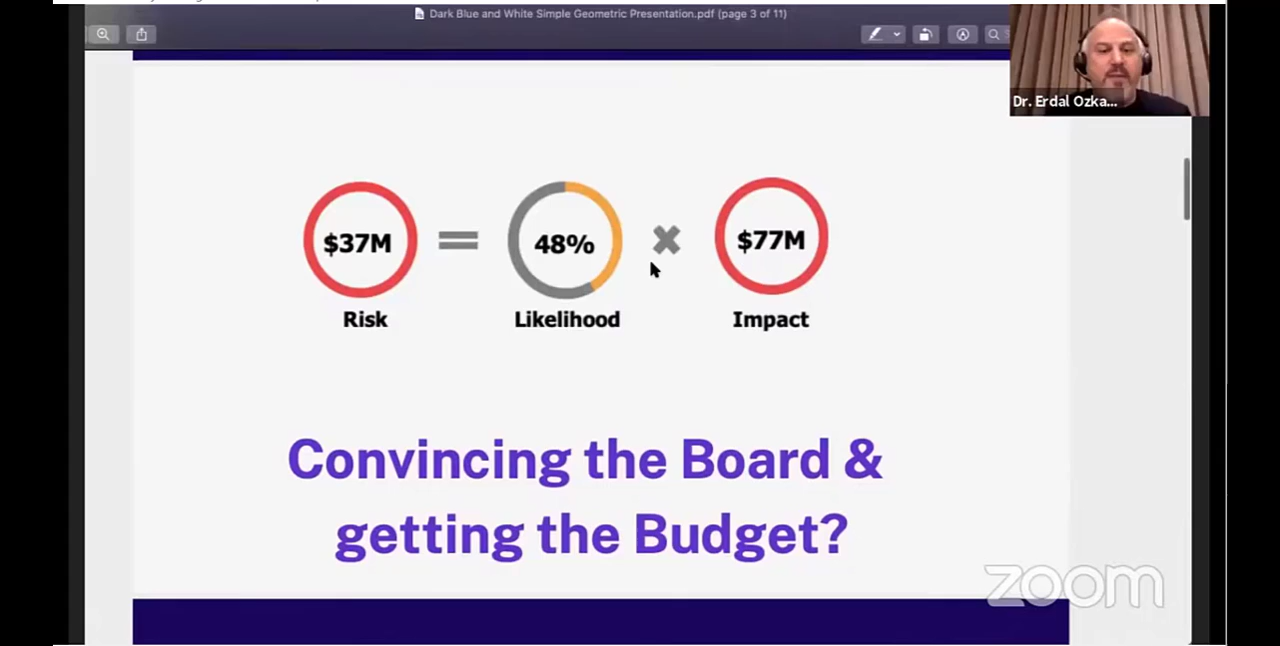 Dark Blue and White Simple Geometric Presentation.pdf (page 3 of 11)
Dr. Erdal Ozka...
$37M = 48% × $77M
Risk Likelihood Impact
Convincing the Board &
getting the Budget?
zoom